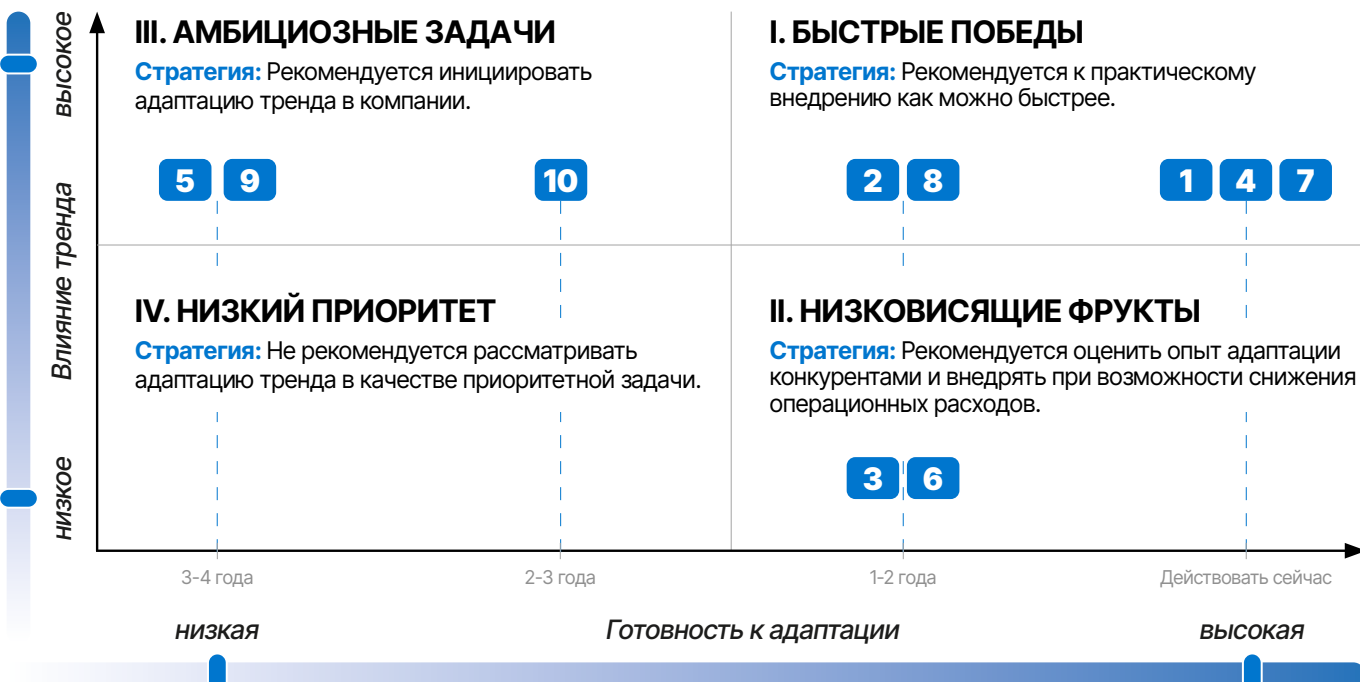 высокое
Влияние тренда
низкое
III. АМБИЦИОЗНЫЕ ЗАДАЧИ
Стратегия: Рекомендуется инициировать
адаптацию тренда в компании.
5 9
10
I. БЫСТРЫЕ ПОБЕДЫ
Стратегия: Рекомендуется к практическому
внедрению как можно быстрее.
2 8
1 4 7
IV. НИЗКИЙ ПРИОРИТЕТ
Стратегия: Не рекомендуется рассматривать
адаптацию тренда в качестве приоритетной задачи.
II. НИЗКОВИСЯЩИЕ ФРУКТЫ
Стратегия: Рекомендуется оценить опыт адаптации
конкурентами и внедрять при возможности снижения
операционных расходов.
3 6
3-4 года
2-3 года
1-2 года
Действовать сейчас
низкая
Готовность к адаптации
высокая